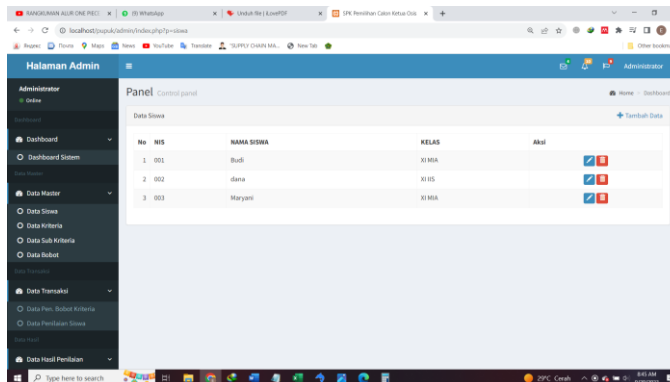 RANGKUMAN ALUR ONE PIECE
(9) WhatsApp
Unduh file | iLovePDF
SPK Pemilihan Calon Ketua Osis
localhost/pupuk/admin/index.php?p=siswa
Яндекс
Почта
Maps
News
YouTube
Translate
"SUPPLY CHAIN MA...
New Tab
Other bookm
Halaman Admin
Administrator
Administrator
Online
Panel Control panel
Home
Dashboard
Dashboard
Data Siswa
Tambah Data
Dashboard
No NIS NAMA SISWA KELAS Aksi
Dashboard Sistem
1 001 Budi XI MIA
Data Master
2 002 dana XI IIS
Data Master
3 003 Maryani XI MIA
Data Siswa
Data Kriteria
Data Sub Kriteria
Data Bobot
Data Transaksi
Data Transaksi
Data Pen. Bobot Kriteria
Data Penilaian Siswa
Data Hasil
Data Hasil Penilaian
Type here to search
29°C Cerah
8:45 AM